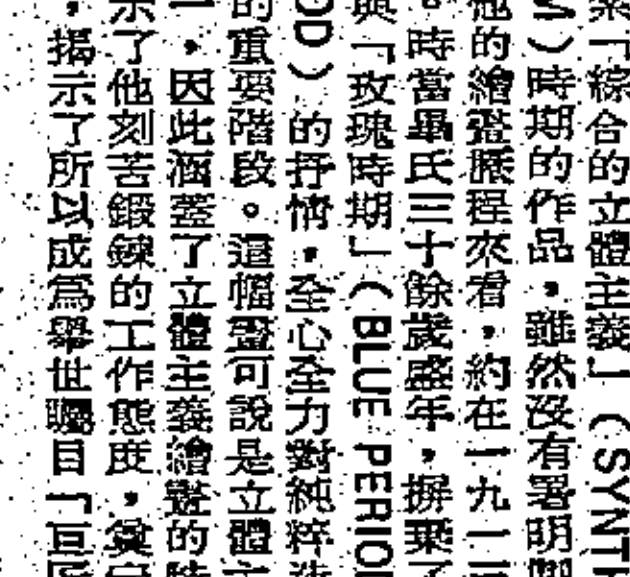 綜合的立體主義」（SYNT
時期的作品，雖然沒有署明
的繪畫歷程來看，約在一九一
。時當畢氏三十餘歲盛年，摒棄了
「玫瑰時期」（BLUE PERIO
OD）的抒情，全心全力對純粹
的重要階段。這幅畫可說是立體主
，因此涵蓋了立體主義繪畫的
示了他刻苦鍛鍊的工作態度，奠
，揭示了所以成為舉世矚目「巨